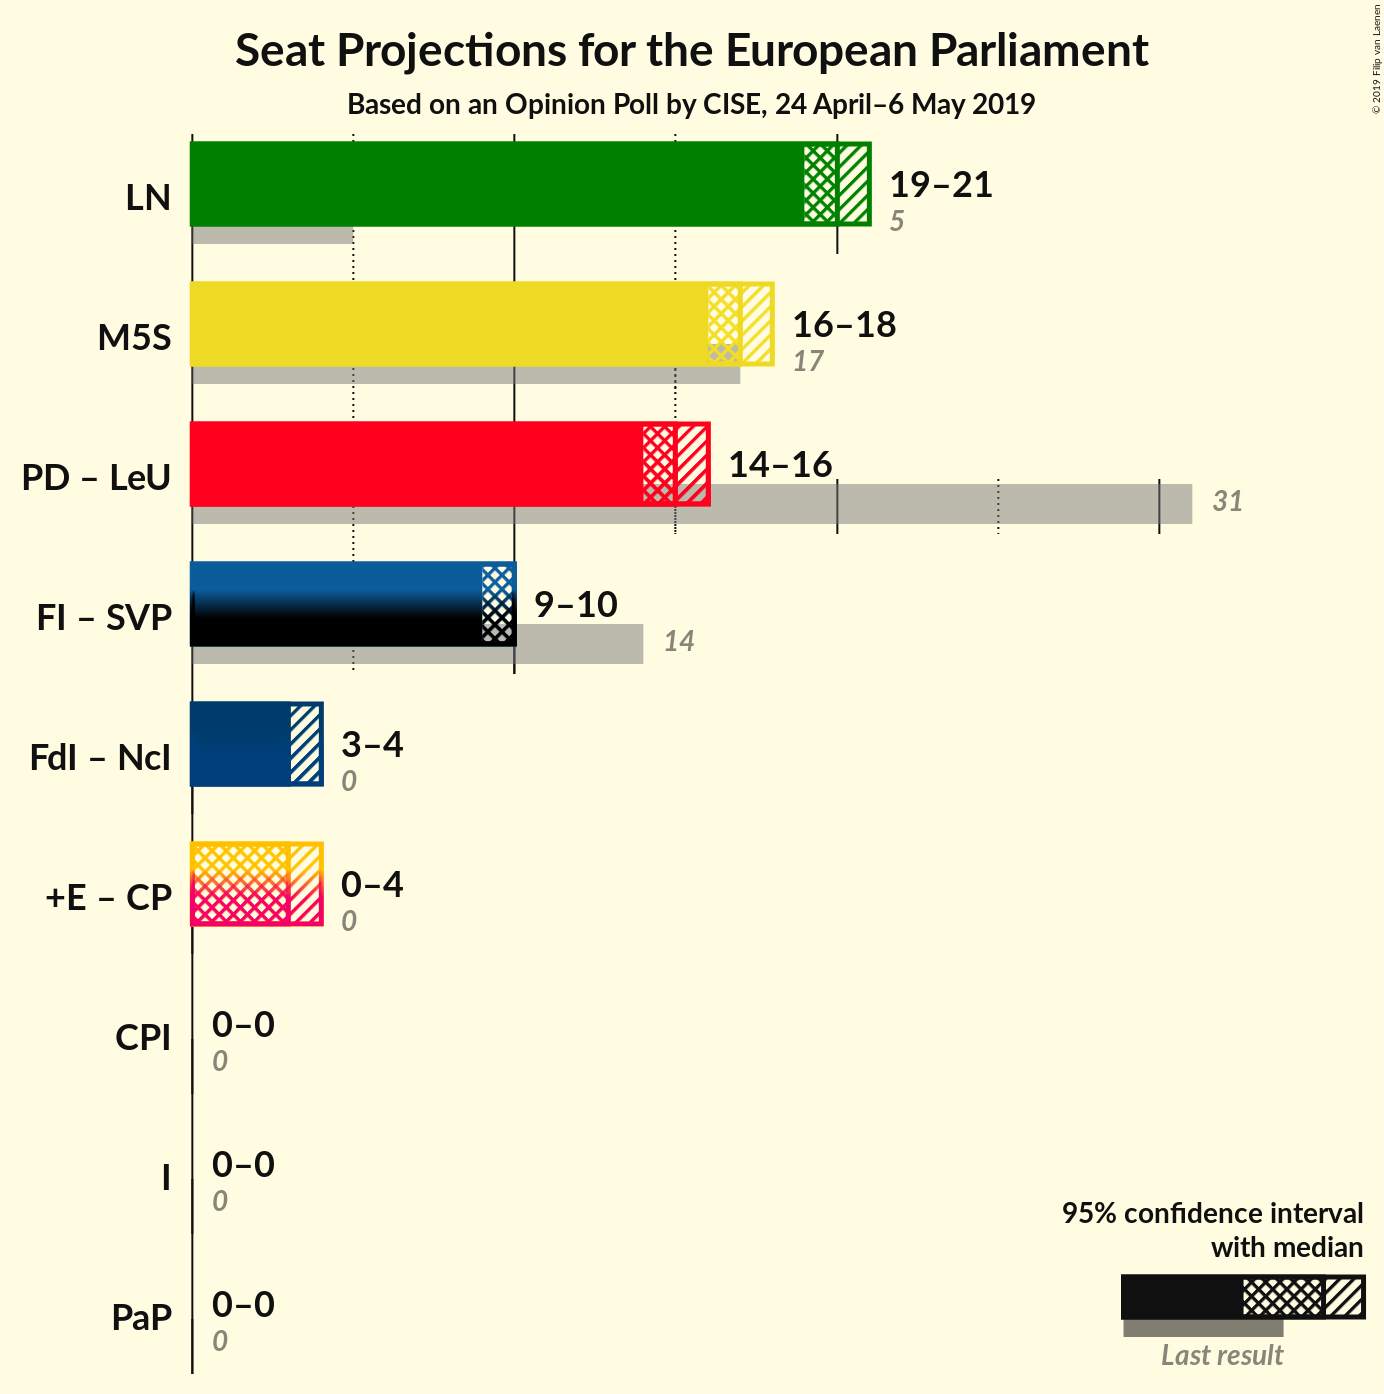 © 2019 Filip van Laenen
Seat Projections for the European Parliament
Based on an Opinion Poll by CISE, 24 April–6 May 2019
LN
19–21
5
M5S
16–18
17
PD – LeU
14–16
31
FI – SVP
9–10
14
FdI – NcI
3–4
0
+E – CP
0–4
0
CPI
0–0
0
I
0–0
0
PaP
0–0
0
95% confidence interval
with median
Last result